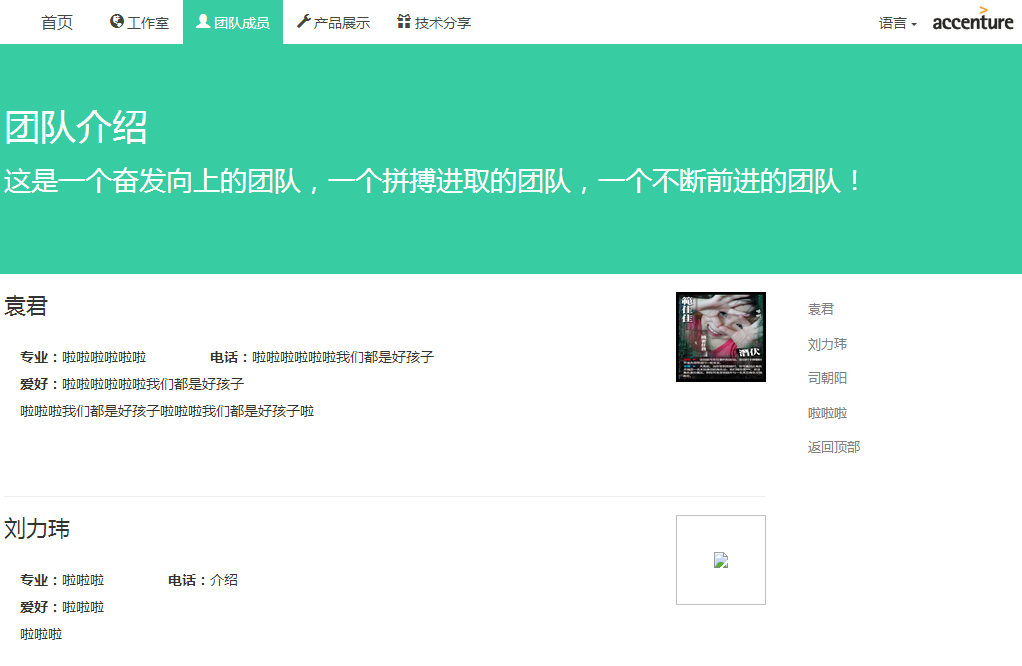 首页 工作室 团队成员 产品展示 技术分享 语言 accenture
团队介绍
这是一个奋发向上的团队，一个拼搏进取的团队，一个不断前进的团队！
袁君
专业：啦啦啦啦啦啦 电话：啦啦啦啦啦啦我们都是好孩子
爱好：啦啦啦啦啦啦我们都是好孩子
啦啦啦我们都是好孩子啦啦啦我们都是好孩子啦
潜伏
袁君
刘力玮
司朝阳
啦啦啦
返回顶部
刘力玮
专业：啦啦啦 电话：介绍
爱好：啦啦啦
啦啦啦